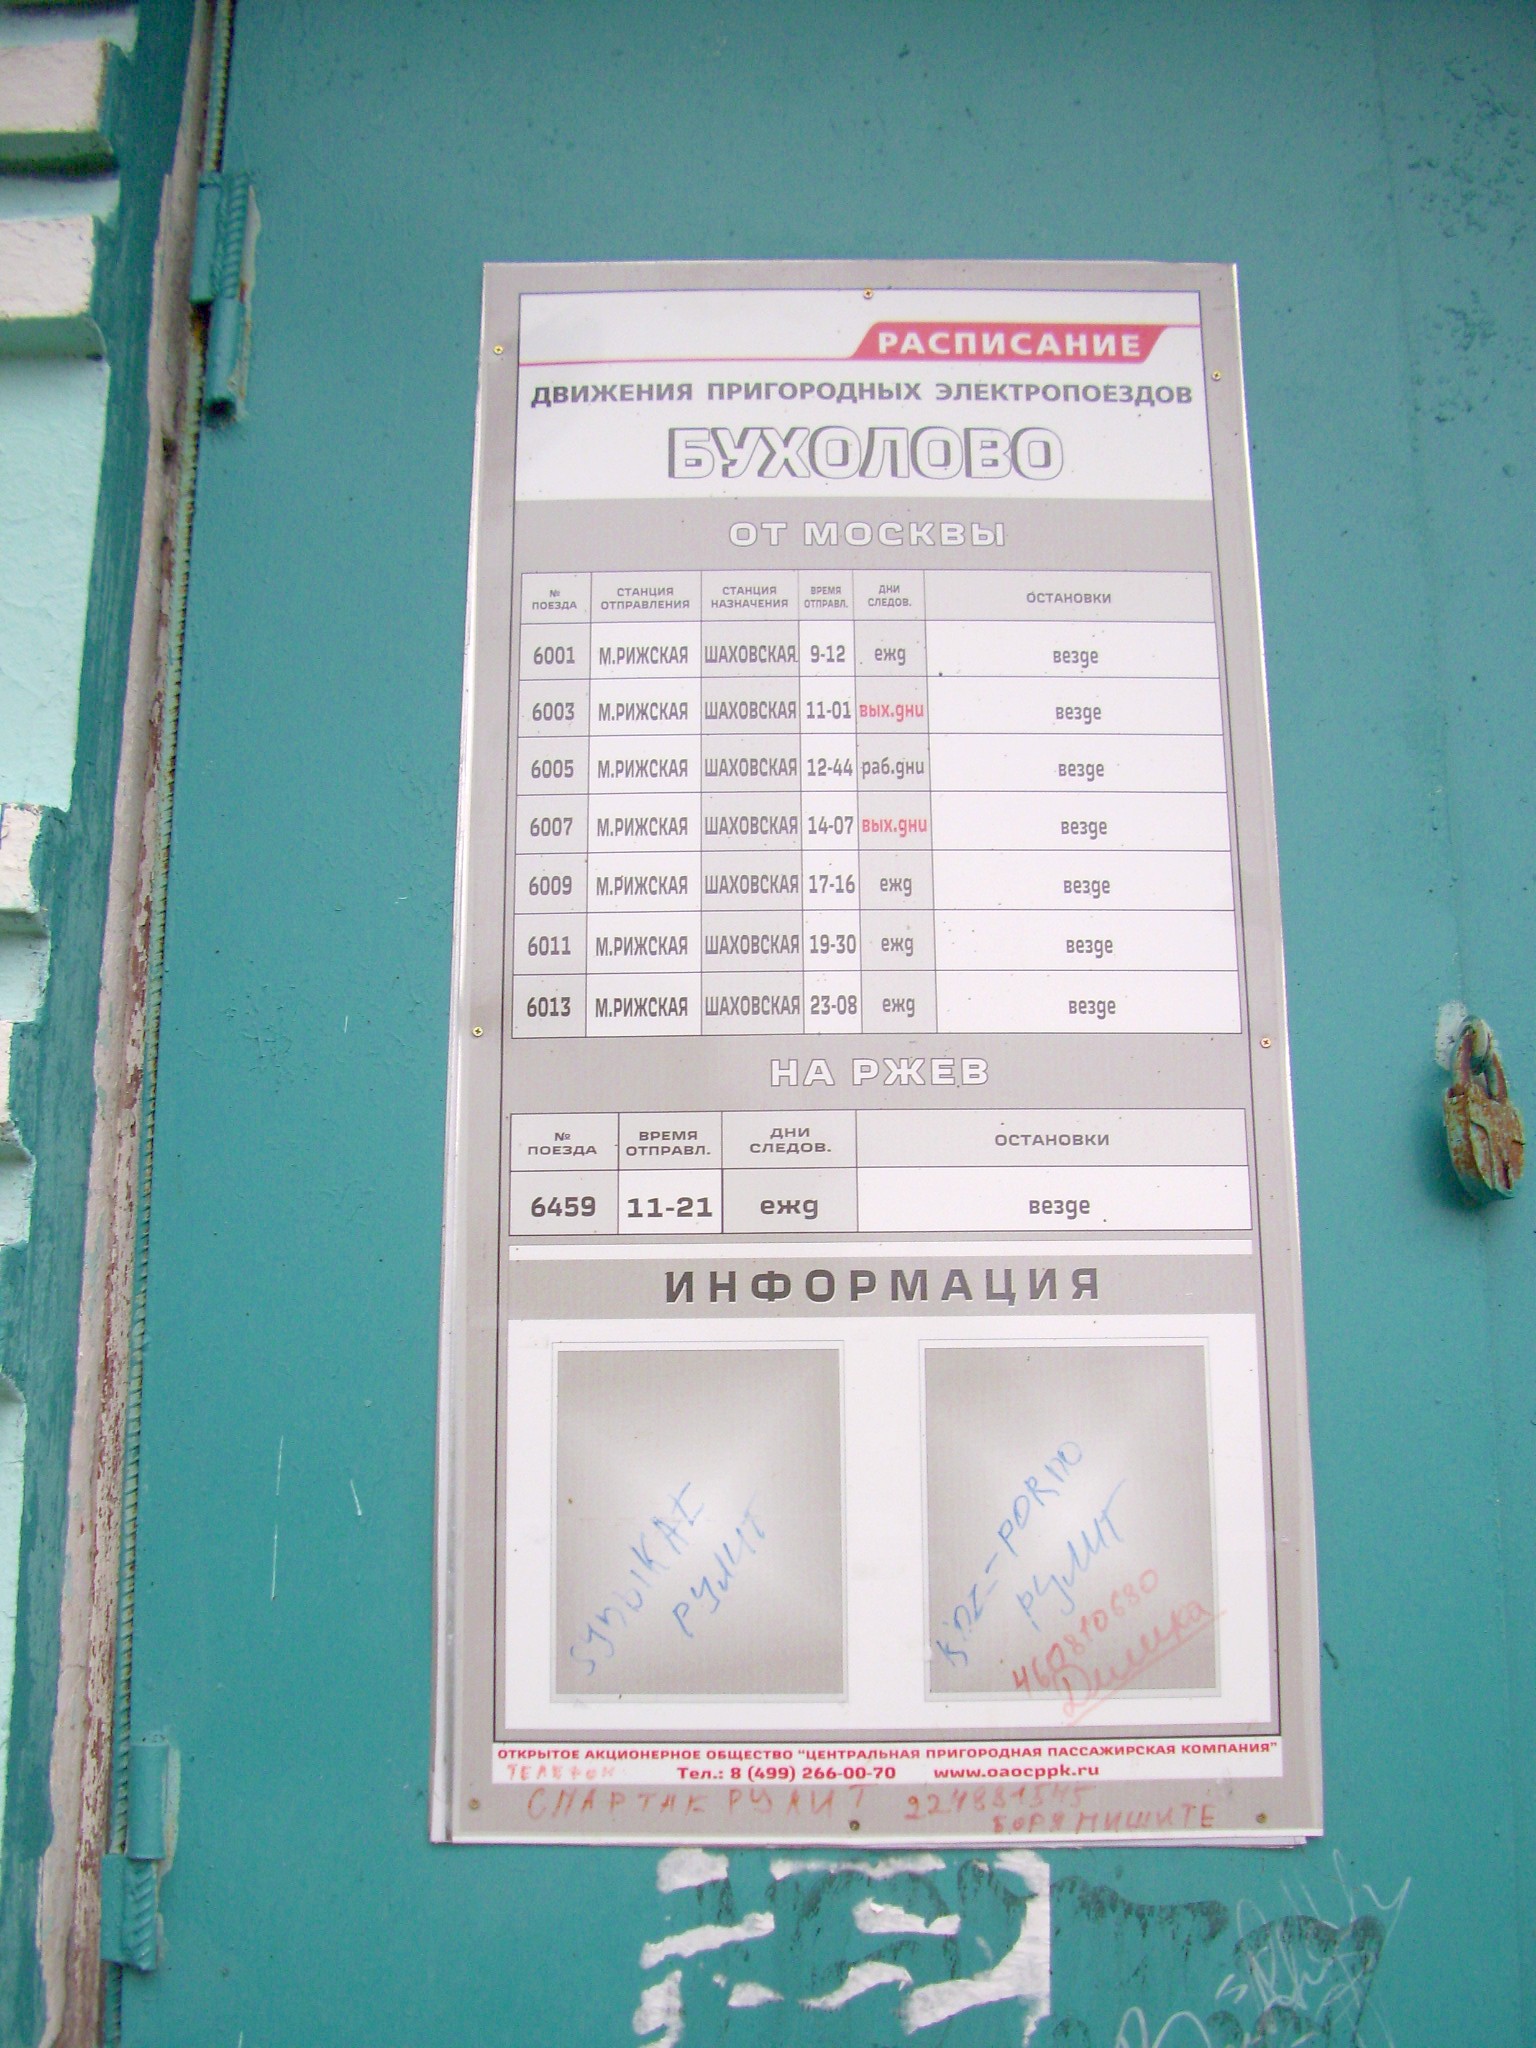 РАСПИСАНИЕ
ДВИЖЕНИЯ ПРИГОРОДНЫХ ЭЛЕКТРОПОЕЗДОВ
БУХОЛОВО
ОТ МОСКВЫ
№ ПОЕЗДА СТАНЦИЯ ОТПРАВЛЕНИЯ СТАНЦИЯ НАЗНАЧЕНИЯ ВРЕМЯ ОТПРАВЛ. ДНИ СЛЕДОВ. ОСТАНОВКИ
6001 М.РИЖСКАЯ ШАХОВСКАЯ 9-12 ежд везде
6003 М.РИЖСКАЯ ШАХОВСКАЯ 11-01 вых.дни везде
6005 М.РИЖСКАЯ ШАХОВСКАЯ 12-44 раб.дни везде
6007 М.РИЖСКАЯ ШАХОВСКАЯ 14-07 вых.дни везде
6009 М.РИЖСКАЯ ШАХОВСКАЯ 17-16 ежд везде
6011 М.РИЖСКАЯ ШАХОВСКАЯ 19-30 ежд везде
6013 М.РИЖСКАЯ ШАХОВСКАЯ 23-08 ежд везде
НА РЖЕВ
№ ПОЕЗДА ВРЕМЯ ОТПРАВЛ. ДНИ СЛЕДОВ. ОСТАНОВКИ
6459 11-21 ежд везде
ИНФОРМАЦИЯ
РУЛИТ
РУЛИТ
Димка
ОТКРЫТОЕ АКЦИОНЕРНОЕ ОБЩЕСТВО "ЦЕНТРАЛЬНАЯ ПРИГОРОДНАЯ ПАССАЖИРСКАЯ КОМПАНИЯ"
ТЕЛЕФОН Тел.: 8 (499) 266-00-70 www.oaocppk.ru
СПАРТАК РУЛИТ
БОРЯ ПИШИТЕ